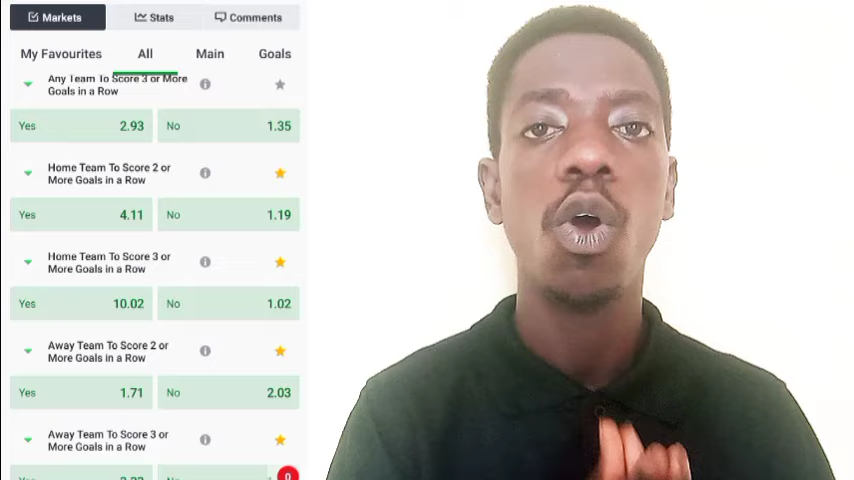 Markets Stats Comments
My Favourites All Main Goals
Any Team To Score 3 or More
Goals in a Row
Yes 2.93 No 1.35
Home Team To Score 2 or
More Goals in a Row
Yes 4.11 No 1.19
Home Team To Score 3 or
More Goals in a Row
Yes 10.02 No 1.02
Away Team To Score 2 or
More Goals in a Row
Yes 1.71 No 2.03
Away Team To Score 3 or
More Goals in a Row
0